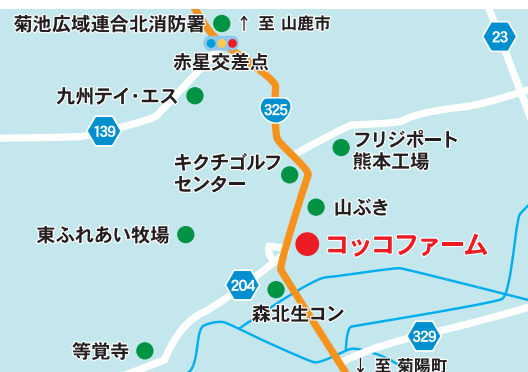 菊池広域連合北消防署
↑ 至 山鹿市
23
赤星交差点
九州テイ・エス
325
139
フリジポート
熊本工場
キクチゴルフ
センター
山ぶき
東ふれあい牧場
コッコファーム
204
森北生コン
329
等覚寺
↓ 至 菊陽町